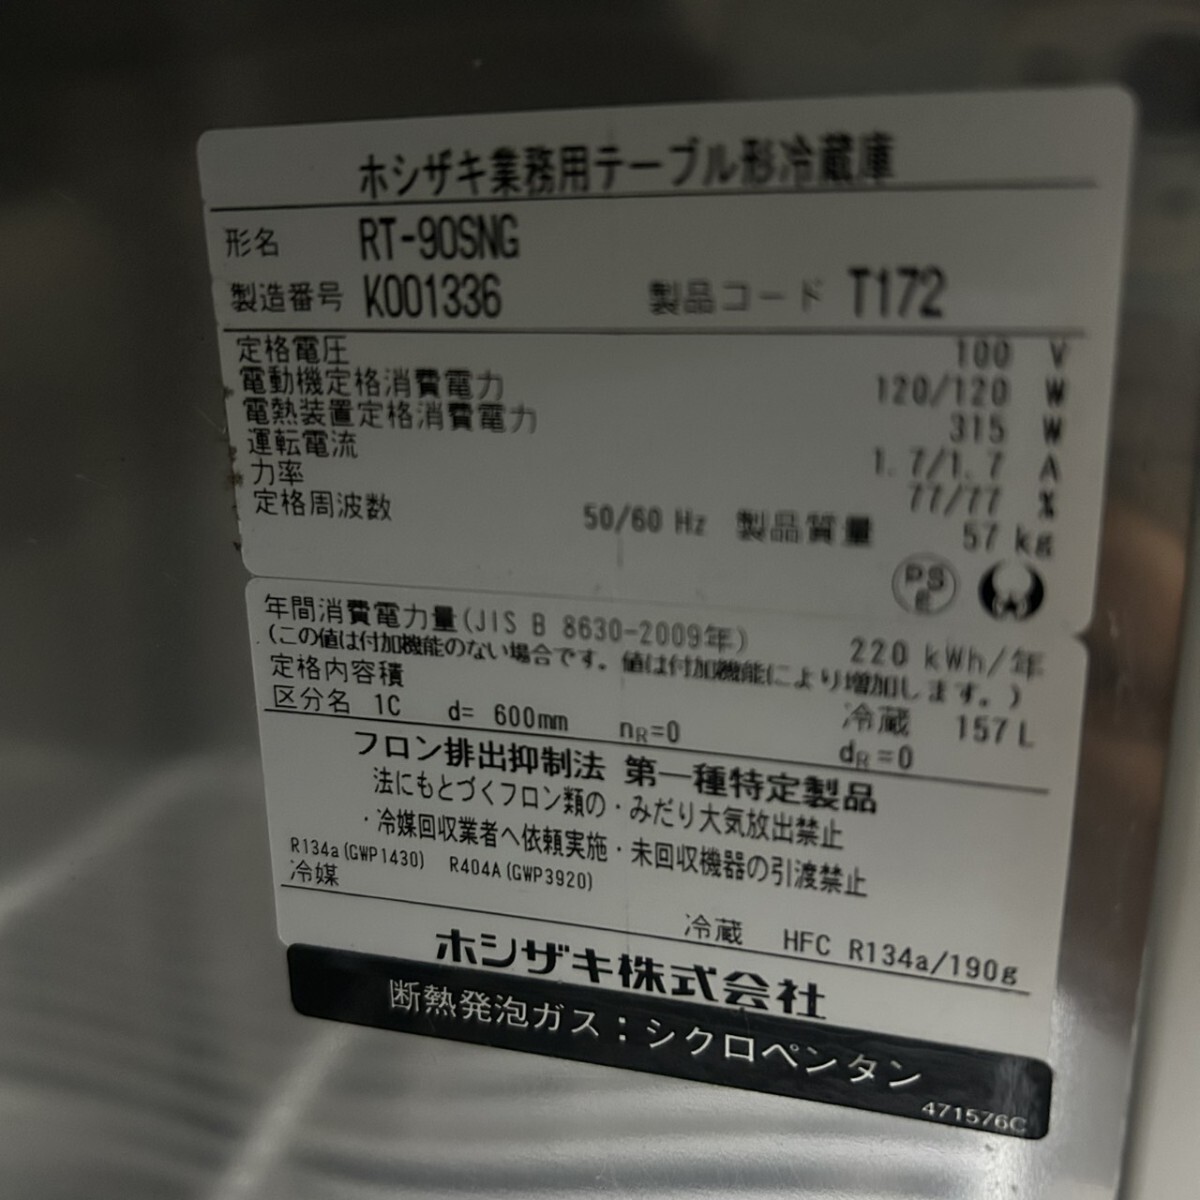 ホシザキ業務用テーブル形冷蔵庫
形名 RT-90SNG
製造番号 K001336 製品コード T172
定格電圧 100 V
電動機定格消費電力 120/120 W
電熱装置定格消費電力 315 W
運転電流 1.7/1.7 A
力率 77/77 %
定格周波数 50/60 Hz 製品質量 57 kg
PS E
年間消費電力量(JIS B 8630-2009年) 220 kWh/年
(この値は付加機能のない場合です。値は付加機能により増加します。)
定格内容積 冷蔵 157 L
区分名 1C d= 600mm nR=0 dR=0
フロン排出抑制法 第一種特定製品
法にもとづくフロン類の・みだり大気放出禁止
・冷媒回収業者へ依頼実施・未回収機器の引渡禁止
R134a(GWP1430) R404A(GWP3920)
冷媒 冷蔵 HFC R134a/190g
ホシザキ株式会社
断熱発泡ガス：シクロペンタン
471576C